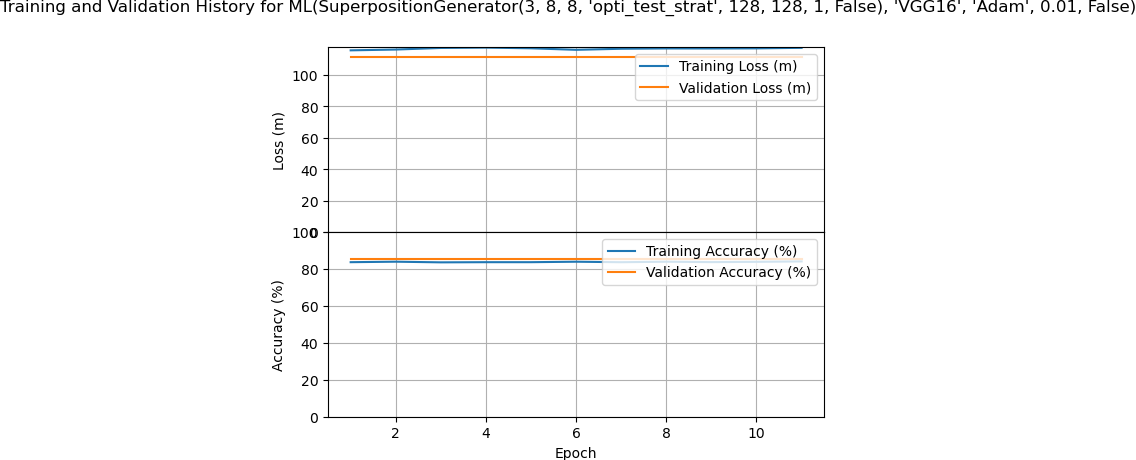 Training and Validation History for ML(SuperpositionGenerator(3, 8, 8, 'opti_test_strat', 128, 128, 1, False), 'VGG16', 'Adam', 0.01, False)
Training Loss (m)
Validation Loss (m)
Loss (m)
100
80
60
40
20
0
Training Accuracy (%)
Validation Accuracy (%)
Accuracy (%)
100
80
60
40
20
0
2 4 6 8 10
Epoch